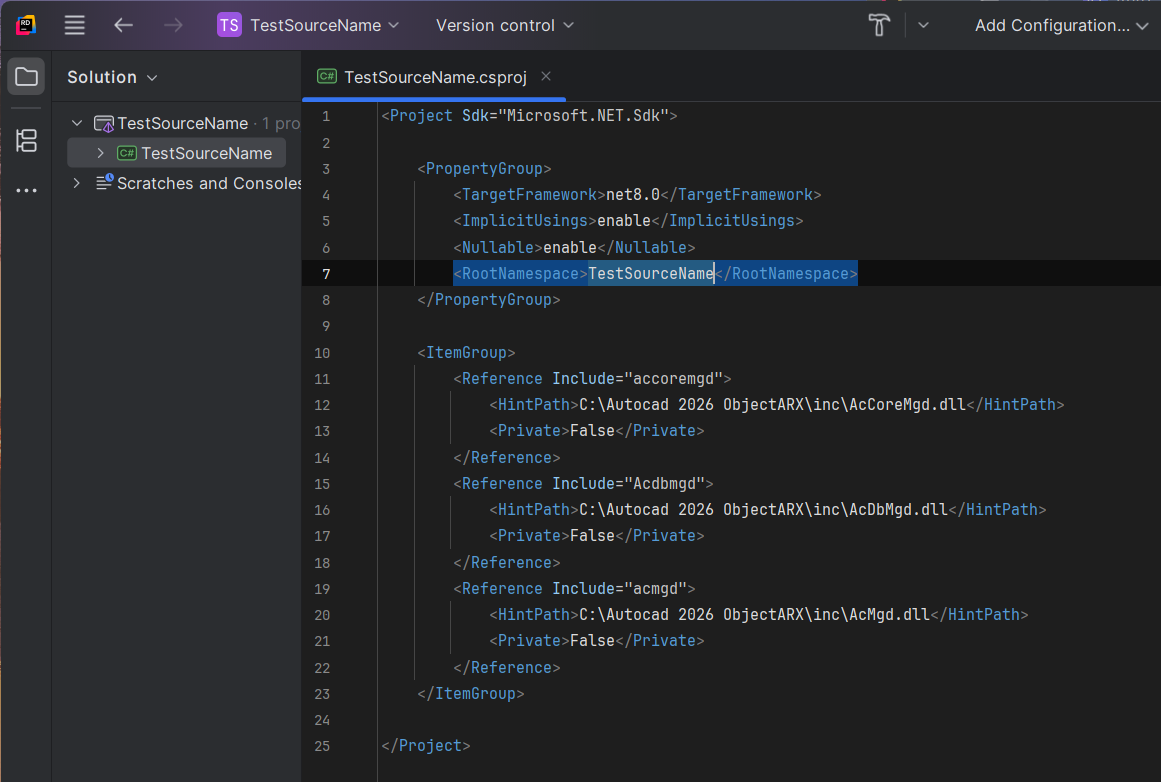 RD TS TestSourceName Version control Add Configuration...
Solution
TestSourceName.csproj
TestSourceName · 1 pro
C# TestSourceName
Scratches and Consoles
1 <Project Sdk="Microsoft.NET.Sdk">
2
3     <PropertyGroup>
4         <TargetFramework>net8.0</TargetFramework>
5         <ImplicitUsings>enable</ImplicitUsings>
6         <Nullable>enable</Nullable>
7         <RootNamespace>TestSourceName</RootNamespace>
8     </PropertyGroup>
9
10     <ItemGroup>
11         <Reference Include="accoremgd">
12             <HintPath>C:\Autocad 2026 ObjectARX\inc\AcCoreMgd.dll</HintPath>
13             <Private>False</Private>
14         </Reference>
15         <Reference Include="Acdbmgd">
16             <HintPath>C:\Autocad 2026 ObjectARX\inc\AcDbMgd.dll</HintPath>
17             <Private>False</Private>
18         </Reference>
19         <Reference Include="acmgd">
20             <HintPath>C:\Autocad 2026 ObjectARX\inc\AcMgd.dll</HintPath>
21             <Private>False</Private>
22         </Reference>
23     </ItemGroup>
24
25 </Project>